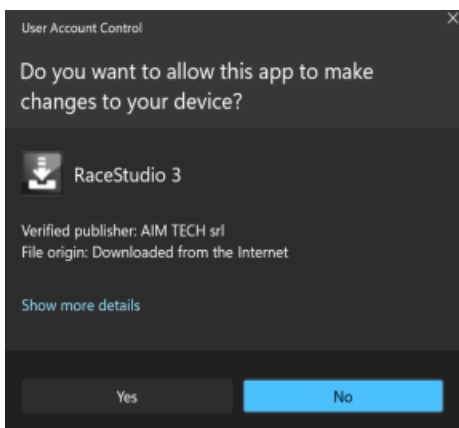 User Account Control
Do you want to allow this app to make
changes to your device?
RaceStudio 3
Verified publisher: AIM TECH srl
File origin: Downloaded from the Internet
Show more details
Yes
No